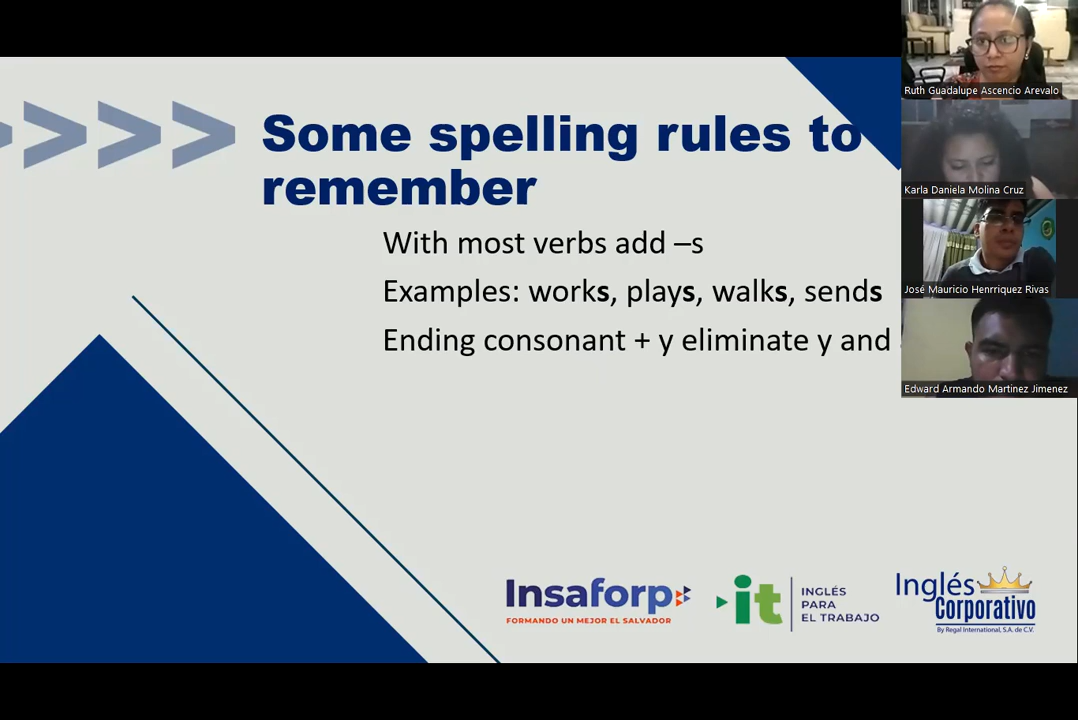 Some spelling rules to
remember
With most verbs add –s
Examples: works, plays, walks, sends
Ending consonant + y eliminate y and
Ruth Guadalupe Ascencio Arevalo
Karla Daniela Molina Cruz
José Mauricio Henrriquez Rivas
Edward Armando Martinez Jimenez
Insaforp
FORMANDO UN MEJOR EL SALVADOR
it
INGLÉS
PARA
EL TRABAJO
Inglés
Corporativo
By Regal International, S.A. de C.V.